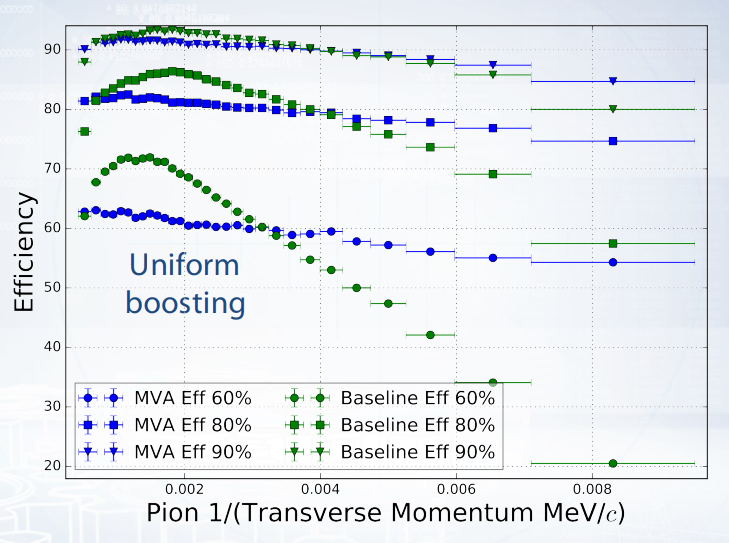 90
80
70
60
50
40
30
20
Efficiency
Uniform
boosting
MVA Eff 60%
MVA Eff 80%
MVA Eff 90%
Baseline Eff 60%
Baseline Eff 80%
Baseline Eff 90%
0.002 0.004 0.006 0.008
Pion 1/(Transverse Momentum MeV/c)